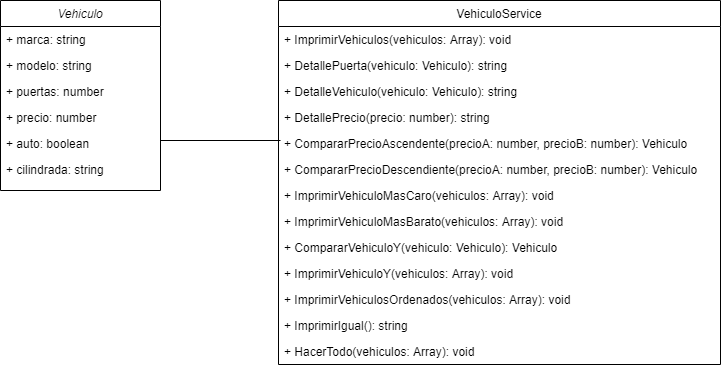 Vehiculo
+ marca: string
+ modelo: string
+ puertas: number
+ precio: number
+ auto: boolean
+ cilindrada: string
VehiculoService
+ ImprimirVehiculos(vehiculos: Array): void
+ DetallePuerta(vehiculo: Vehiculo): string
+ DetalleVehiculo(vehiculo: Vehiculo): string
+ DetallePrecio(precio: number): string
+ CompararPrecioAscendente(precioA: number, precioB: number): Vehiculo
+ CompararPrecioDescendiente(precioA: number, precioB: number): Vehiculo
+ ImprimirVehiculoMasCaro(vehiculos: Array): void
+ ImprimirVehiculoMasBarato(vehiculos: Array): void
+ CompararVehiculoY(vehiculo: Vehiculo): Vehiculo
+ ImprimirVehiculoY(vehiculos: Array): void
+ ImprimirVehiculosOrdenados(vehiculos: Array): void
+ ImprimirIgual(): string
+ HacerTodo(vehiculos: Array): void